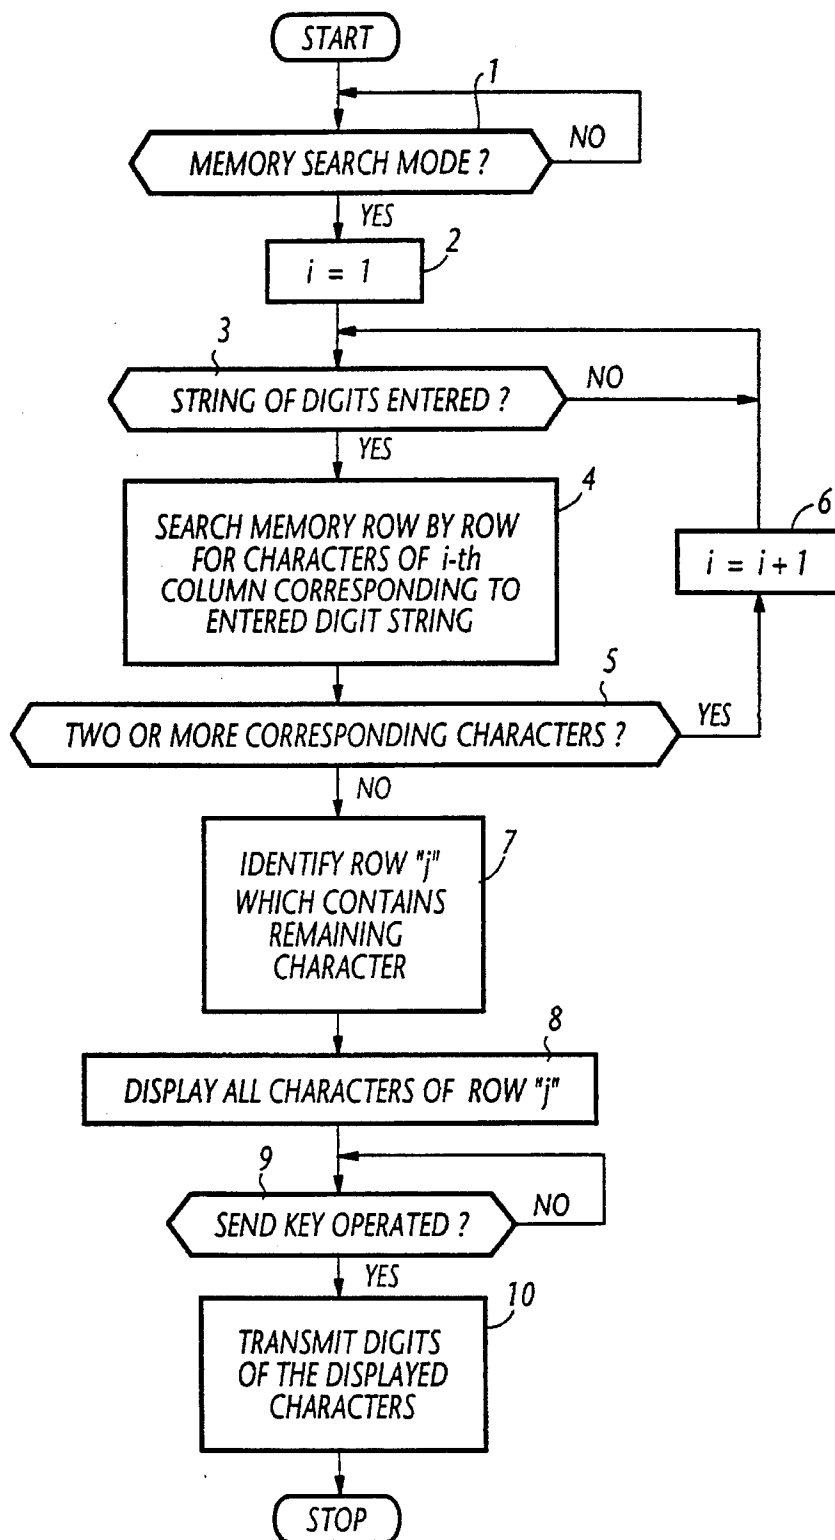 START
1
MEMORY SEARCH MODE ?
NO
YES
2
i = 1
3
STRING OF DIGITS ENTERED ?
NO
YES
4
SEARCH MEMORY ROW BY ROW
FOR CHARACTERS OF i-th
COLUMN CORRESPONDING TO
ENTERED DIGIT STRING
6
i = i + 1
5
TWO OR MORE CORRESPONDING CHARACTERS ?
YES
NO
7
IDENTIFY ROW "j"
WHICH CONTAINS
REMAINING
CHARACTER
8
DISPLAY ALL CHARACTERS OF ROW "j"
9
SEND KEY OPERATED ?
NO
YES
10
TRANSMIT DIGITS
OF THE DISPLAYED
CHARACTERS
STOP